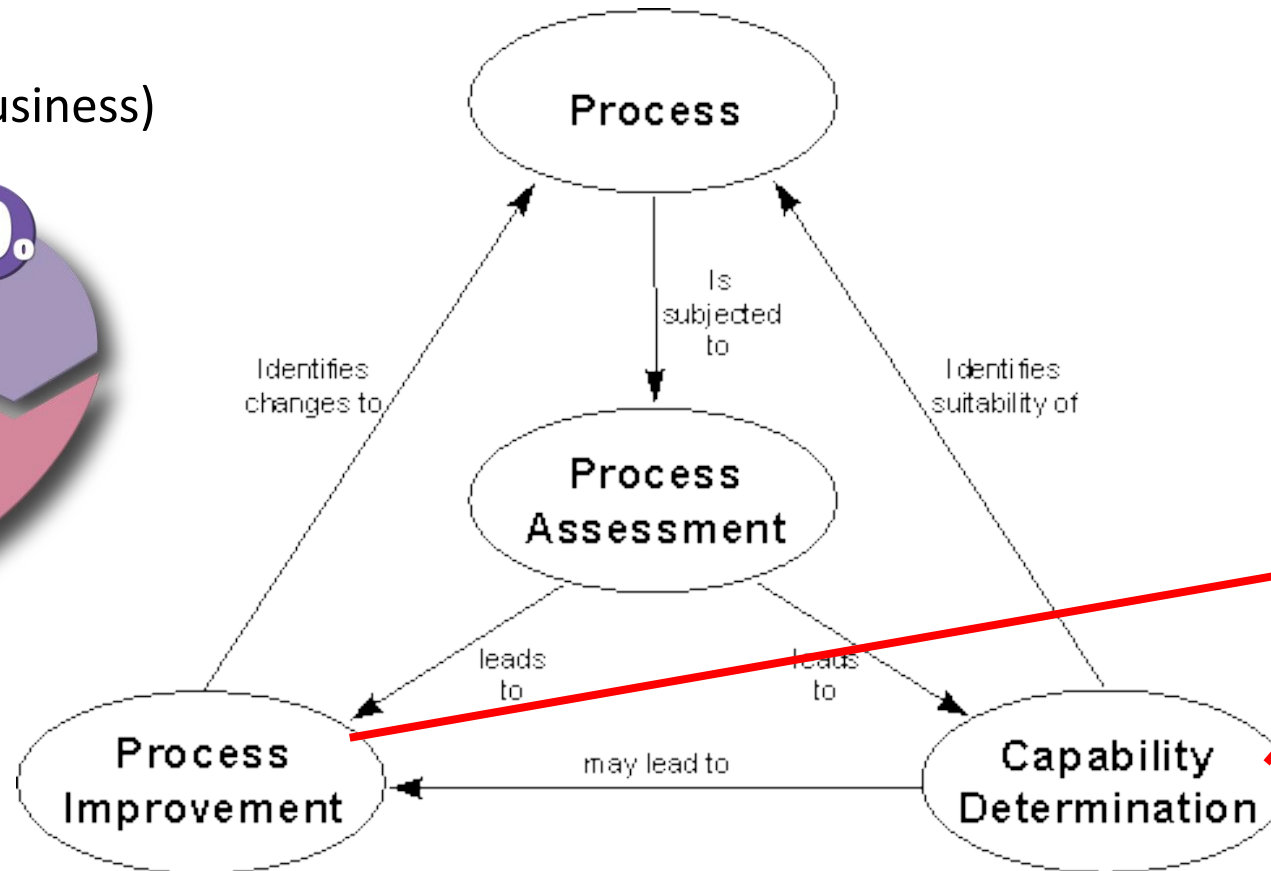 usiness)
Process
Is
subjected
to
Identifies
changes to
Identifies
suitability of
Process
Assessment
leads
to
leads
to
Process
Improvement
may lead to
Capability
Determination